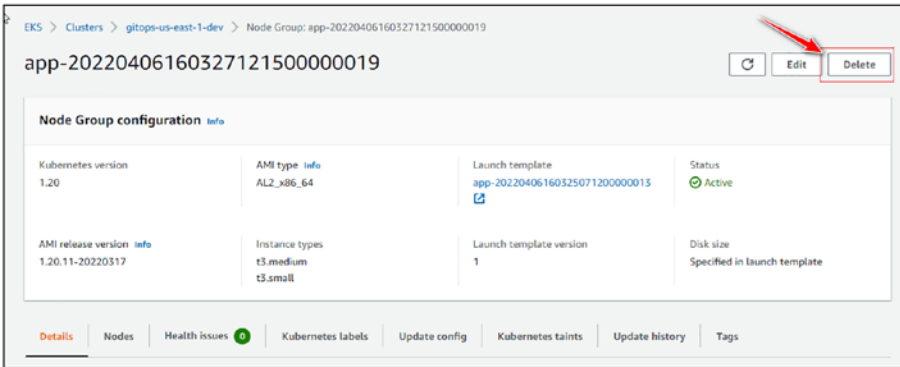 EKS > Clusters > gitops-us-east-1-dev > Node Group: app-20220406160327121500000019
app-20220406160327121500000019
Edit
Delete
Node Group configuration Info
Kubernetes version
1.20
AMI type Info
AL2_x86_64
Launch template
app-20220406160325071200000013
Status
Active
AMI release version Info
1.20.11-20220317
Instance types
t3.medium
t3.small
Launch template version
1
Disk size
Specified in launch template
Details Nodes Health issues 0 Kubernetes labels Update config Kubernetes taints Update history Tags